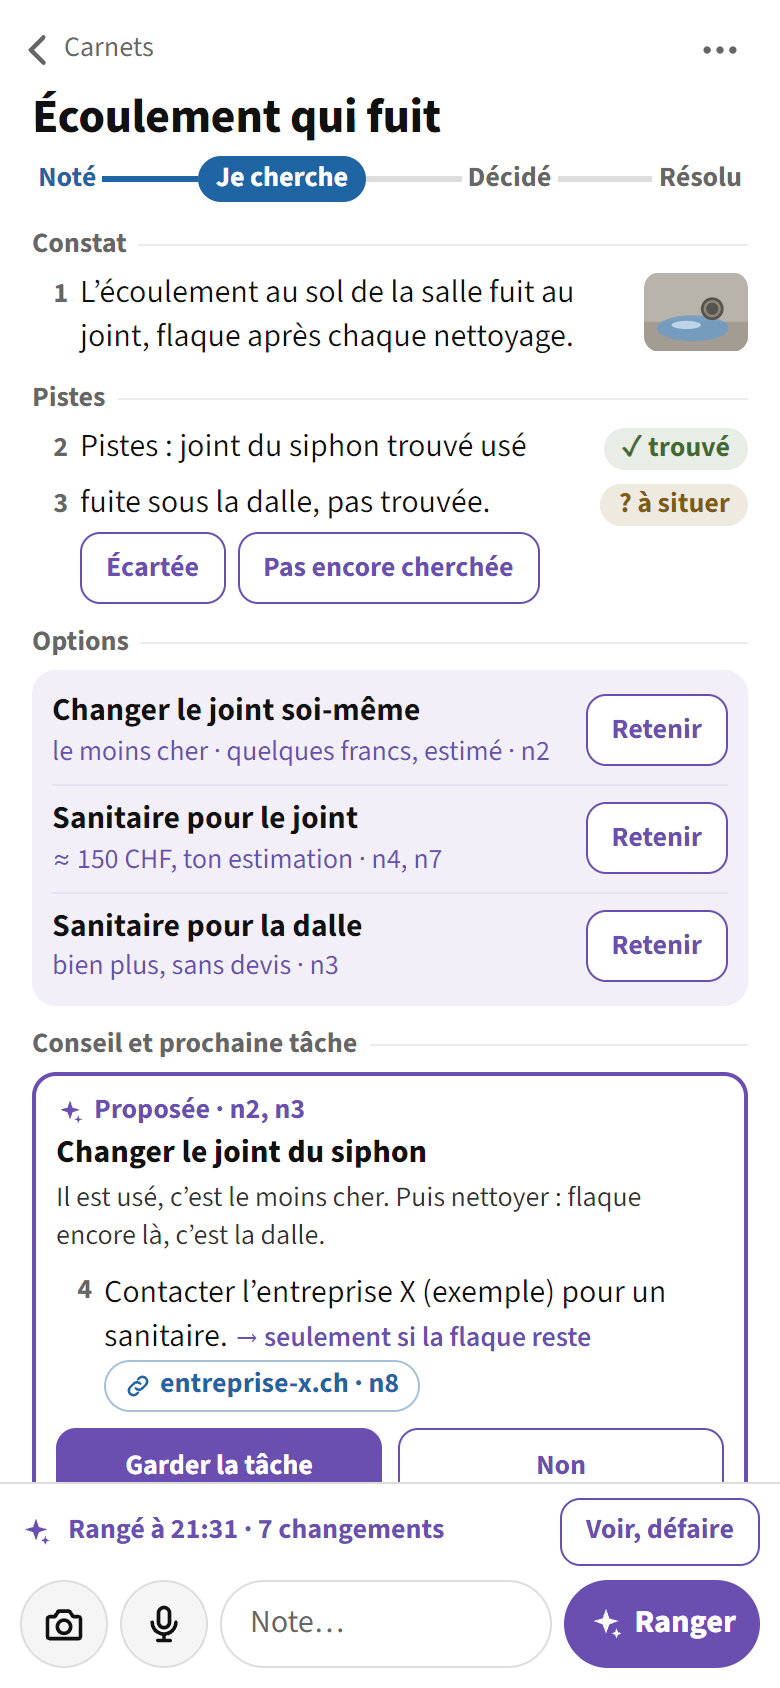 Carnets
Écoulement qui fuit
Noté
Je cherche
Décidé
Résolu
Constat
1 L’écoulement au sol de la salle fuit au
joint, flaque après chaque nettoyage.
Pistes
2 Pistes : joint du siphon trouvé usé
✓ trouvé
3 fuite sous la dalle, pas trouvée.
? à situer
Écartée
Pas encore cherchée
Options
Changer le joint soi-même
le moins cher · quelques francs, estimé · n2
Retenir
Sanitaire pour le joint
≈ 150 CHF, ton estimation · n4, n7
Retenir
Sanitaire pour la dalle
bien plus, sans devis · n3
Retenir
Conseil et prochaine tâche
Proposée · n2, n3
Changer le joint du siphon
Il est usé, c’est le moins cher. Puis nettoyer : flaque
encore là, c’est la dalle.
4 Contacter l’entreprise X (exemple) pour un
sanitaire. → seulement si la flaque reste
entreprise-x.ch · n8
Garder la tâche
Non
Rangé à 21:31 · 7 changements
Voir, défaire
Note…
Ranger